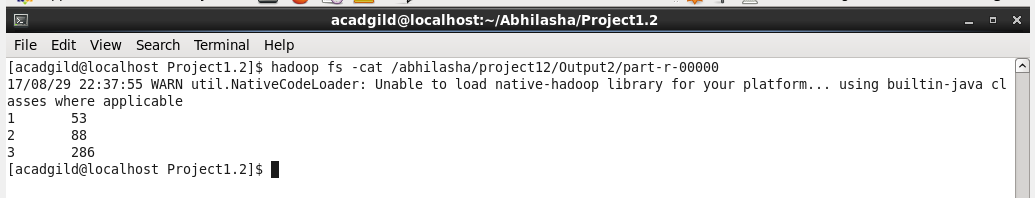 acadgild@localhost:~/Abhilasha/Project1.2
File Edit View Search Terminal Help
[acadgild@localhost Project1.2]$ hadoop fs -cat /abhilasha/project12/Output2/part-r-00000
17/08/29 22:37:55 WARN util.NativeCodeLoader: Unable to load native-hadoop library for your platform... using builtin-java cl
asses where applicable
1 53
2 88
3 286
[acadgild@localhost Project1.2]$